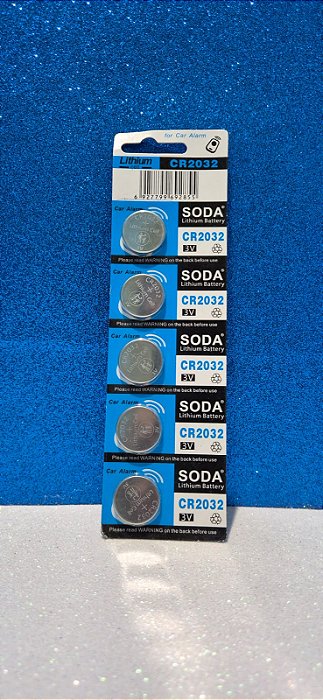 for Car Alarm
Lithium
CR2032
6 927799 692855
Car Alarm
SODA
Lithium Battery
CR2032
3V
Please read WARNING on the back before use
SODA
Lithium Battery
CR2032
3V
Please read WARNING on the back before use
Car Alarm
SODA
Lithium Battery
CR2032
3V
Please read WARNING on the back before use
Car Alarm
SODA
Lithium Battery
CR2032
3V
Please read WARNING on the back before use
Car Alarm
SODA
Lithium Battery
CR2032
3V
Please read WARNING on the back before use